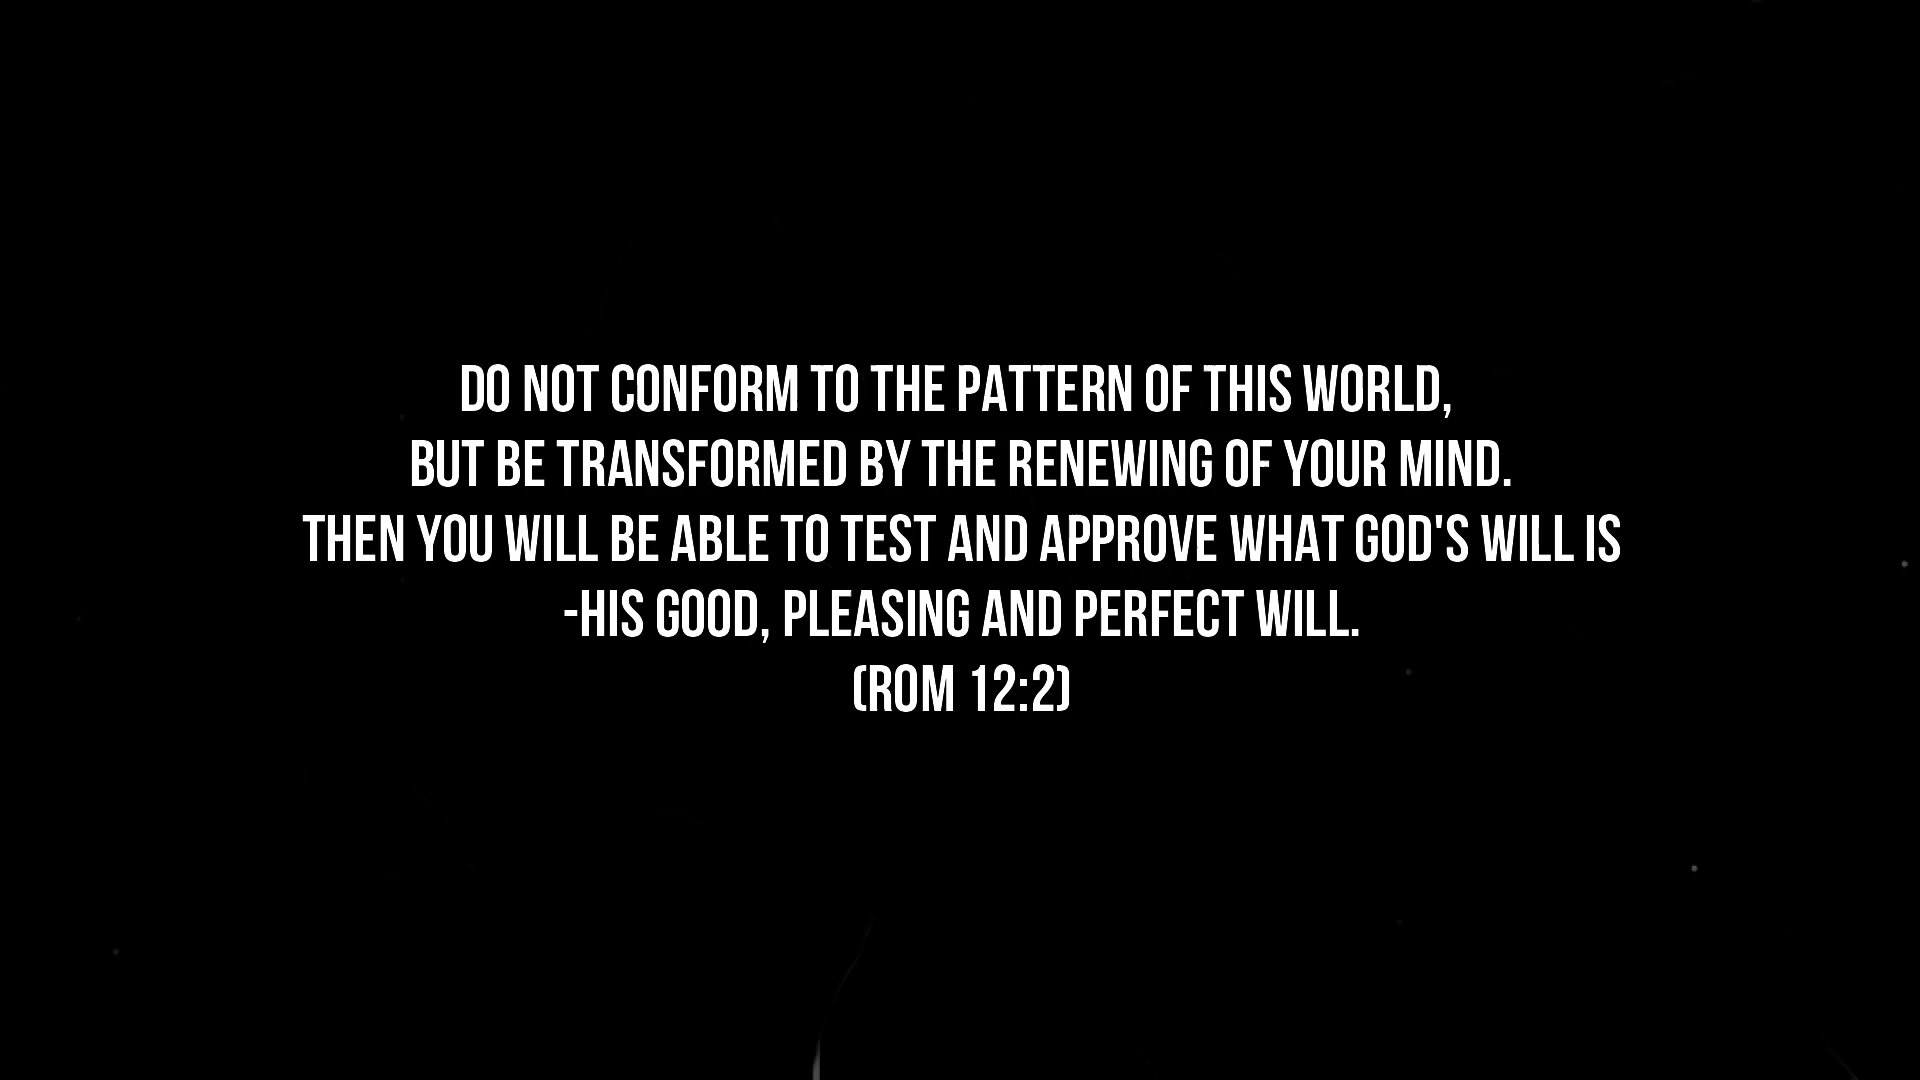 DO NOT CONFORM TO THE PATTERN OF THIS WORLD,
BUT BE TRANSFORMED BY THE RENEWING OF YOUR MIND.
THEN YOU WILL BE ABLE TO TEST AND APPROVE WHAT GOD'S WILL IS
-HIS GOOD, PLEASING AND PERFECT WILL.
(ROM 12:2)